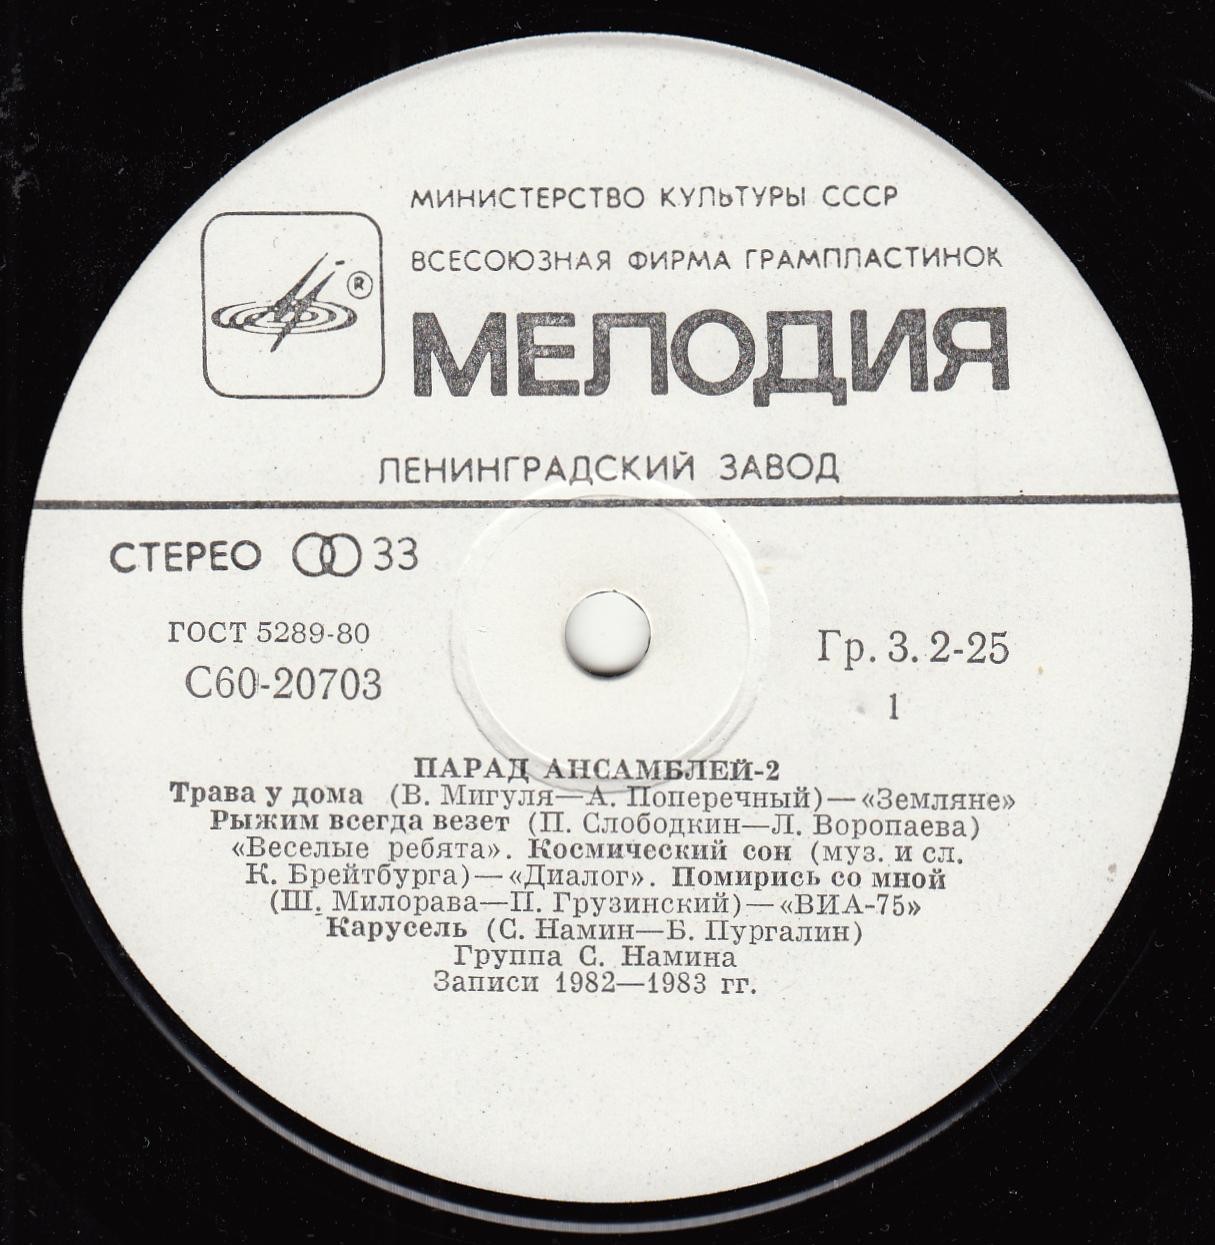 МИНИСТЕРСТВО КУЛЬТУРЫ СССР
ВСЕСОЮЗНАЯ ФИРМА ГРАМПЛАСТИНОК
®
МЕЛОДИЯ
ЛЕНИНГРАДСКИЙ ЗАВОД
СТЕРЕО 33
ГОСТ 5289-80
С60-20703
Гр. 3. 2-25
1
ПАРАД АНСАМБЛЕЙ-2
Трава у дома (В. Мигуля—А. Поперечный)—«Земляне»
Рыжим всегда везет (П. Слободкин—Л. Воропаева)
«Веселые ребята». Космический сон (муз. и сл.
К. Брейтбурга)—«Диалог». Помирись со мной
(Ш. Милорава—П. Грузинский)—«ВИА-75»
Карусель (С. Намин—Б. Пургалин)
Группа С. Намина
Записи 1982—1983 гг.